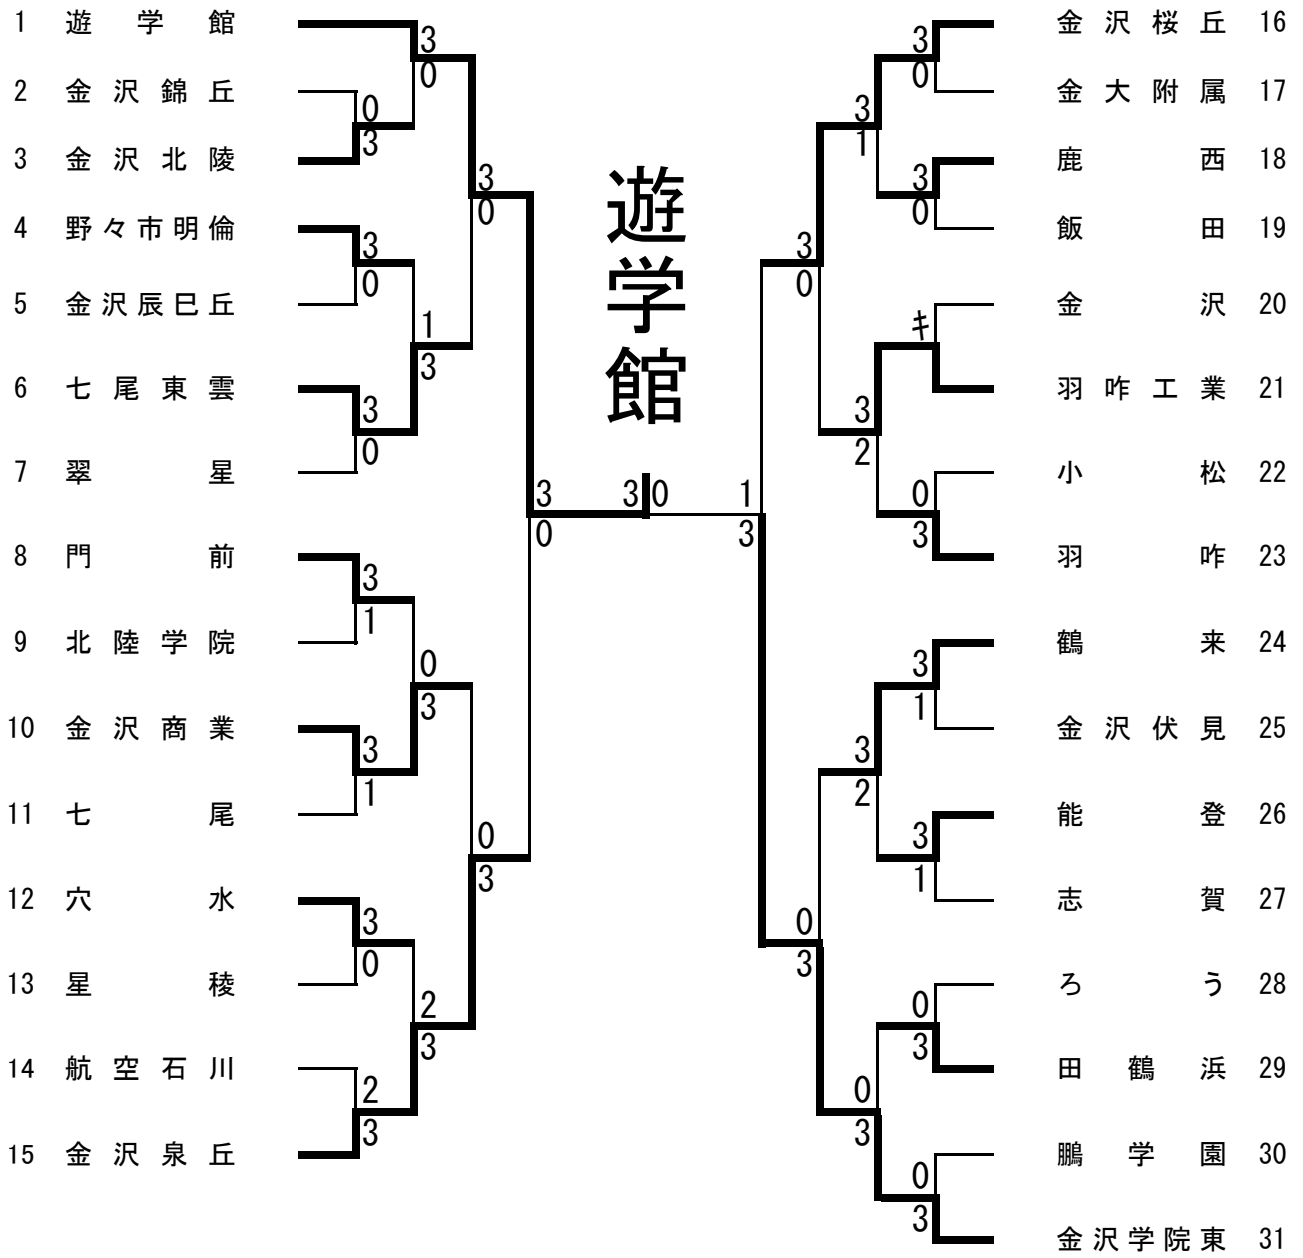 1 遊学館
2 金沢錦丘
3 金沢北陵
4 野々市明倫
5 金沢辰巳丘
6 七尾東雲
7 翠星
8 門前
9 北陸学院
10 金沢商業
11 七尾
12 穴水
13 星稜
14 航空石川
15 金沢泉丘
3
0
0
3
3
0
3
0
1
3
3
0
3
1
0
3
3
1
0
3
3
0
2
3
2
3
3
0
遊学館
3 0
1
3
3
0
3
1
3
0
3
0
キ
3
2
0
3
3
1
3
2
3
1
0
3
0
3
0
3
0
3
金沢桜丘 16
金大附属 17
鹿西 18
飯田 19
金沢 20
羽咋工業 21
小松 22
羽咋 23
鶴来 24
金沢伏見 25
能登 26
志賀 27
ろう 28
田鶴浜 29
鵬学園 30
金沢学院東 31